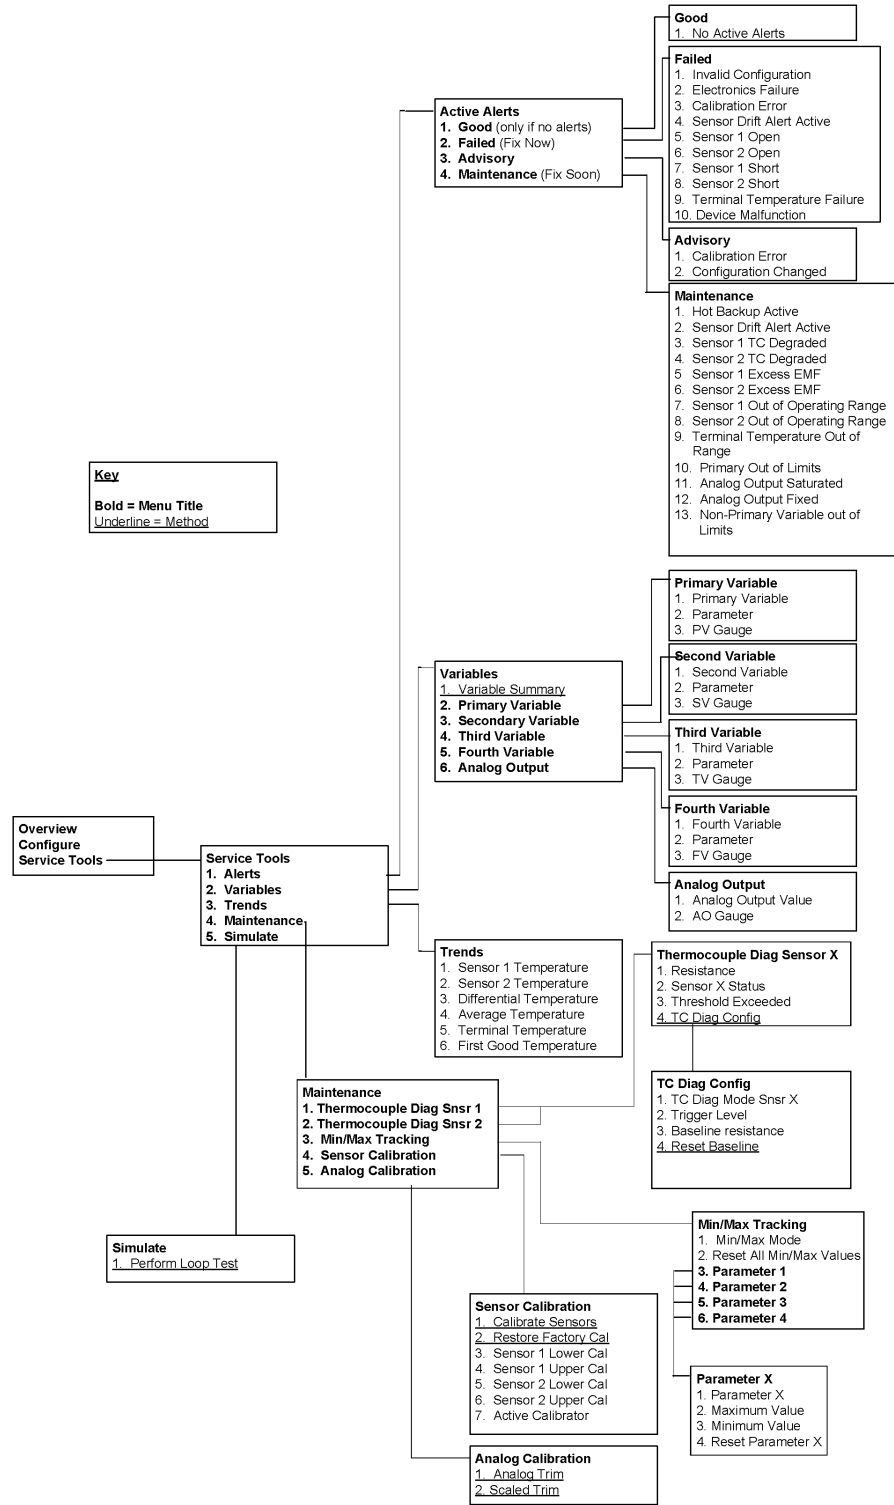 Good
1. No Active Alerts
Failed
1. Invalid Configuration
2. Electronics Failure
3. Calibration Error
4. Sensor Drift Alert Active
5. Sensor 1 Open
6. Sensor 2 Open
7. Sensor 1 Short
8. Sensor 2 Short
9. Terminal Temperature Failure
10. Device Malfunction
Active Alerts
1. Good (only if no alerts)
2. Failed (Fix Now)
3. Advisory
4. Maintenance (Fix Soon)
Advisory
1. Calibration Error
2. Configuration Changed
Maintenance
1. Hot Backup Active
2. Sensor Drift Alert Active
3. Sensor 1 TC Degraded
4. Sensor 2 TC Degraded
5 Sensor 1 Excess EMF
6. Sensor 2 Excess EMF
7. Sensor 1 Out of Operating Range
8. Sensor 2 Out of Operating Range
9. Terminal Temperature Out of
Range
10. Primary Out of Limits
11. Analog Output Saturated
12. Analog Output Fixed
13. Non-Primary Variable out of
Limits
Key
Bold = Menu Title
Underline = Method
Primary Variable
1. Primary Variable
2. Parameter
3. PV Gauge
Second Variable
1. Second Variable
2. Parameter
3. SV Gauge
Variables
1. Variable Summary
2. Primary Variable
3. Secondary Variable
4. Third Variable
5. Fourth Variable
6. Analog Output
Third Variable
1. Third Variable
2. Parameter
3. TV Gauge
Fourth Variable
1. Fourth Variable
2. Parameter
3. FV Gauge
Analog Output
1. Analog Output Value
2. AO Gauge
Overview
Configure
Service Tools
Service Tools
1. Alerts
2. Variables
3. Trends
4. Maintenance
5. Simulate
Trends
1. Sensor 1 Temperature
2. Sensor 2 Temperature
3. Differential Temperature
4. Average Temperature
5. Terminal Temperature
6. First Good Temperature
Thermocouple Diag Sensor X
1. Resistance
2. Sensor X Status
3. Threshold Exceeded
4. TC Diag Config
TC Diag Config
1. TC Diag Mode Snsr X
2. Trigger Level
3. Baseline resistance
4. Reset Baseline
Maintenance
1. Thermocouple Diag Snsr 1
2. Thermocouple Diag Snsr 2
3. Min/Max Tracking
4. Sensor Calibration
5. Analog Calibration
Min/Max Tracking
1. Min/Max Mode
2. Reset All Min/Max Values
3. Parameter 1
4. Parameter 2
5. Parameter 3
6. Parameter 4
Simulate
1. Perform Loop Test
Sensor Calibration
1. Calibrate Sensors
2. Restore Factory Cal
3. Sensor 1 Lower Cal
4. Sensor 1 Upper Cal
5. Sensor 2 Lower Cal
6. Sensor 2 Upper Cal
7. Active Calibrator
Parameter X
1. Parameter X
2. Maximum Value
3. Minimum Value
4. Reset Parameter X
Analog Calibration
1. Analog Trim
2. Scaled Trim